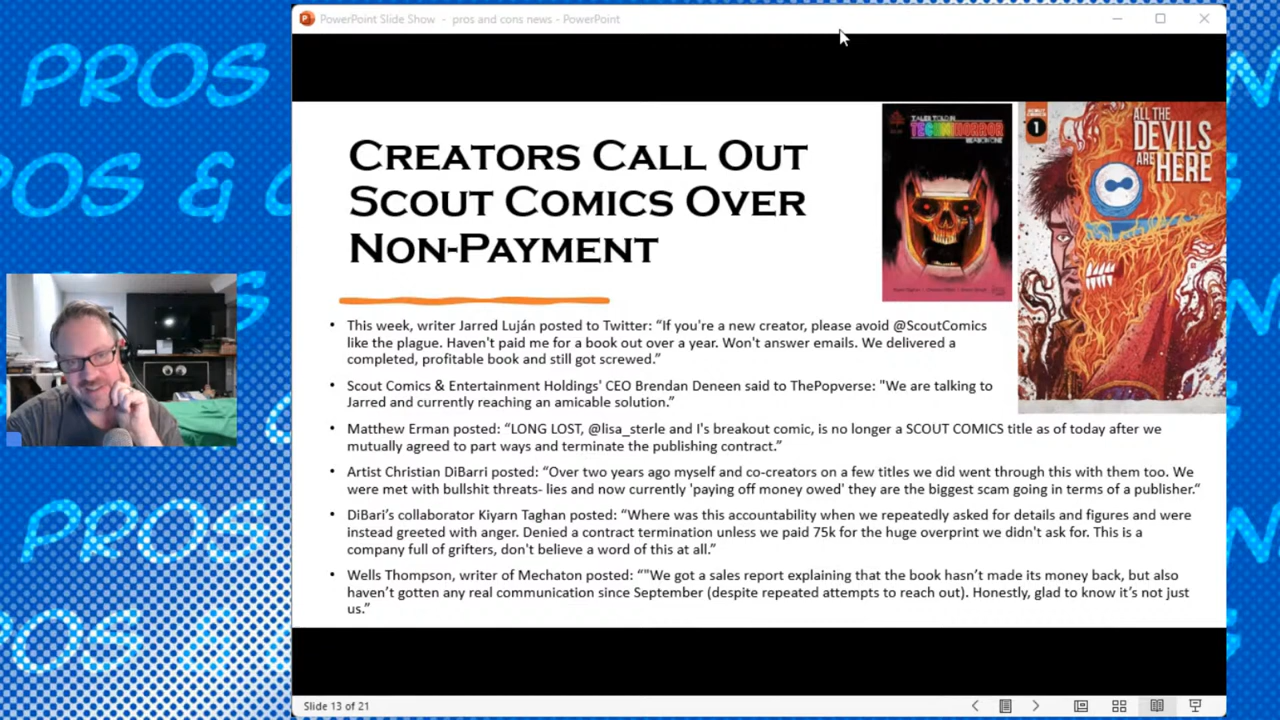 PowerPoint Slide Show - pros and cons news - PowerPoint
PROS
POS & C
PROS
CREATORS CALL OUT
SCOUT COMICS OVER
NON-PAYMENT
TALES TOLD IN
TECHNIHORROR
SEASON ONE
1
ALL THE
DEVILS
ARE
HERE
• This week, writer Jarred Luján posted to Twitter: “If you're a new creator, please avoid @ScoutComics
like the plague. Haven't paid me for a book out over a year. Won't answer emails. We delivered a
completed, profitable book and still got screwed.”
• Scout Comics & Entertainment Holdings' CEO Brendan Deneen said to ThePopverse: "We are talking to
Jarred and currently reaching an amicable solution.”
• Matthew Erman posted: “LONG LOST, @lisa_sterle and I's breakout comic, is no longer a SCOUT COMICS title as of today after we
mutually agreed to part ways and terminate the publishing contract.”
• Artist Christian DiBarri posted: “Over two years ago myself and co-creators on a few titles we did went through this with them too. We
were met with bullshit threats- lies and now currently 'paying off money owed' they are the biggest scam going in terms of a publisher.“
• DiBari’s collaborator Kiyarn Taghan posted: “Where was this accountability when we repeatedly asked for details and figures and were
instead greeted with anger. Denied a contract termination unless we paid 75k for the huge overprint we didn't ask for. This is a
company full of grifters, don't believe a word of this at all.”
• Wells Thompson, writer of Mechaton posted: “"We got a sales report explaining that the book hasn’t made its money back, but also
haven’t gotten any real communication since September (despite repeated attempts to reach out). Honestly, glad to know it’s not just
us.”
Slide 13 of 21